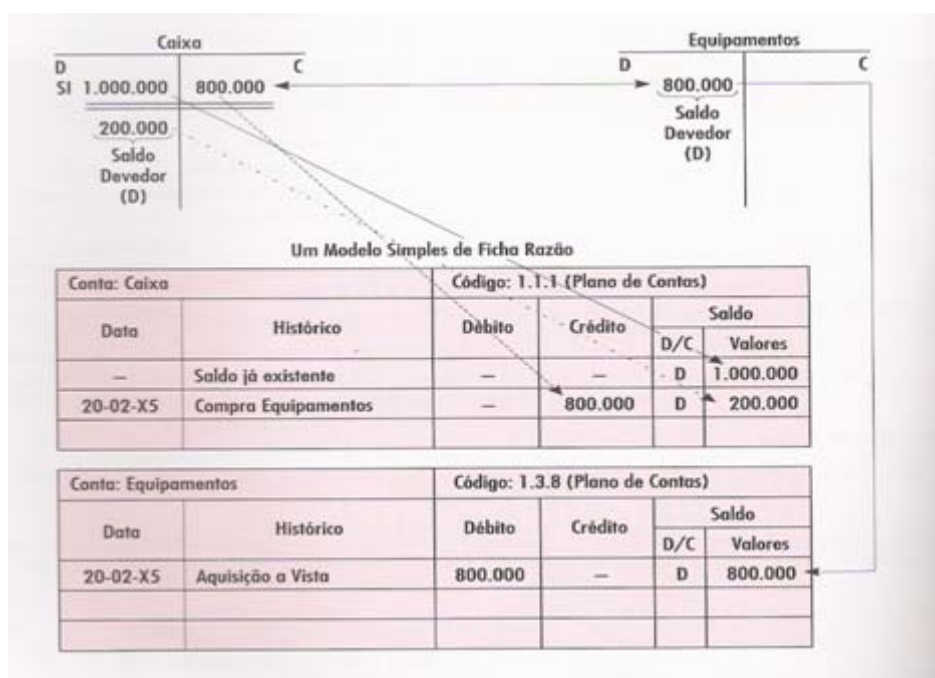 Caixa
Equipamentos
D C
D C
SI 1.000.000 800.000
800.000
200.000
Saldo
Devedor
(D)
Saldo
Devedor
(D)
Um Modelo Simples de Ficha Razão
Conta: Caixa Código: 1.1.1 (Plano de Contas)
Data Histórico Débito Crédito Saldo
D/C Valores
— Saldo já existente — — D 1.000.000
20-02-X5 Compra Equipamentos — 800.000 D 200.000
Conta: Equipamentos Código: 1.3.8 (Plano de Contas)
Data Histórico Débito Crédito Saldo
D/C Valores
20-02-X5 Aquisição a Vista 800.000 — D 800.000